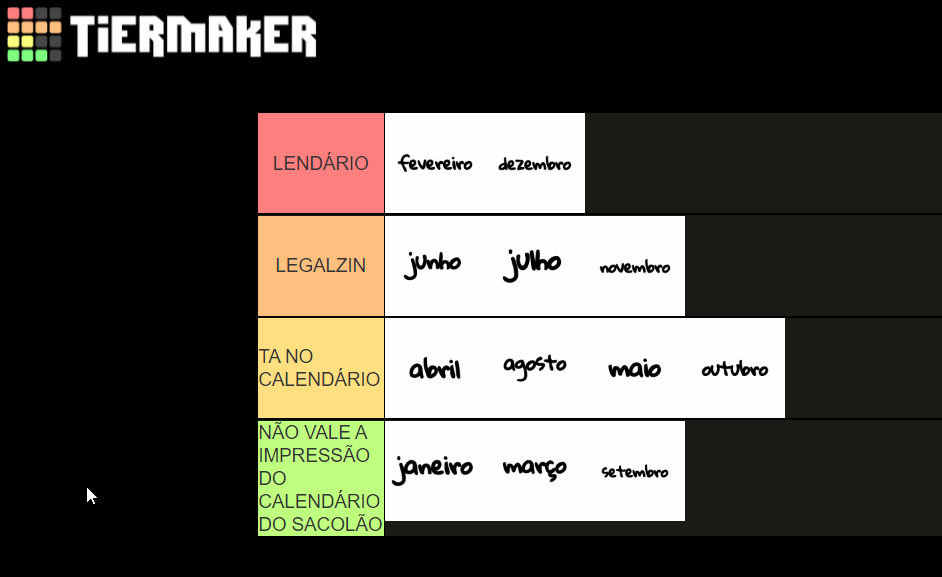 TiERMAKER
LENDÁRIO
fevereiro dezembro
LEGALZIN
junho julho novembro
TA NO
CALENDÁRIO
abril agosto maio outubro
NÃO VALE A
IMPRESSÃO
DO
CALENDÁRIO
DO SACOLÃO
janeiro março setembro